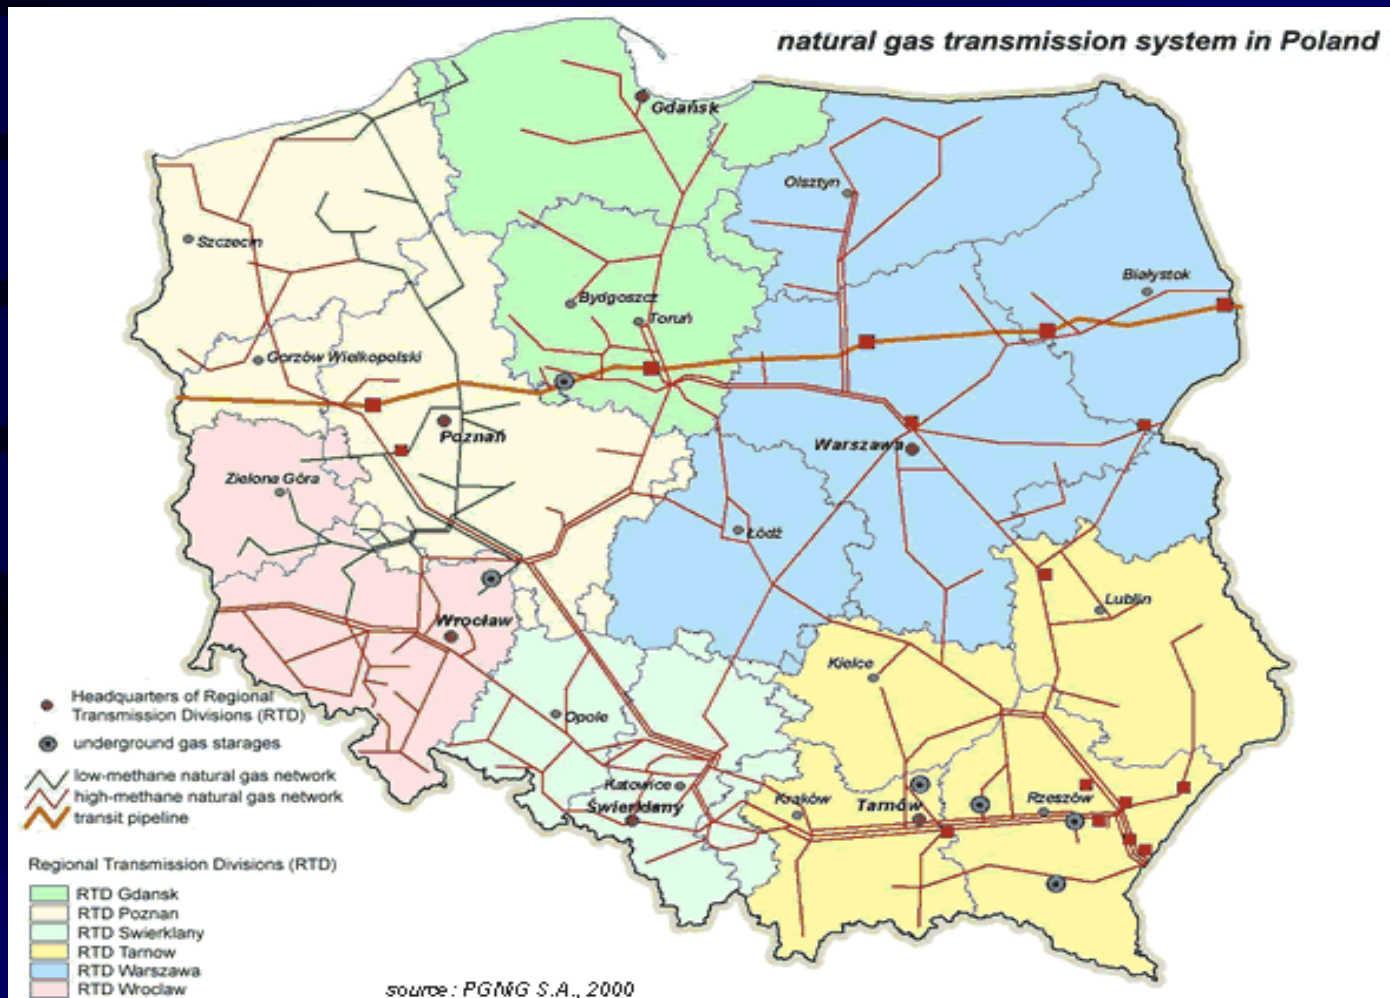 natural gas transmission system in Poland
Gdańsk
Olsztyn
Szczecin
Białystok
Bydgoszcz
Toruń
Gorzów Wielkopolski
Poznań
Warszawa
Zielona Góra
Łódź
Lublin
Wrocław
Kielce
Opole
Katowice
Kraków
Tarnów
Rzeszów
Świerklany
Headquarters of Regional
Transmission Divisions (RTD)
underground gas starages
low-methane natural gas network
high-methane natural gas network
transit pipeline
Regional Transmission Divisions (RTD)
RTD Gdansk
RTD Poznan
RTD Swierklany
RTD Tarnow
RTD Warszawa
RTD Wroclaw
source: PGNiG S.A., 2000